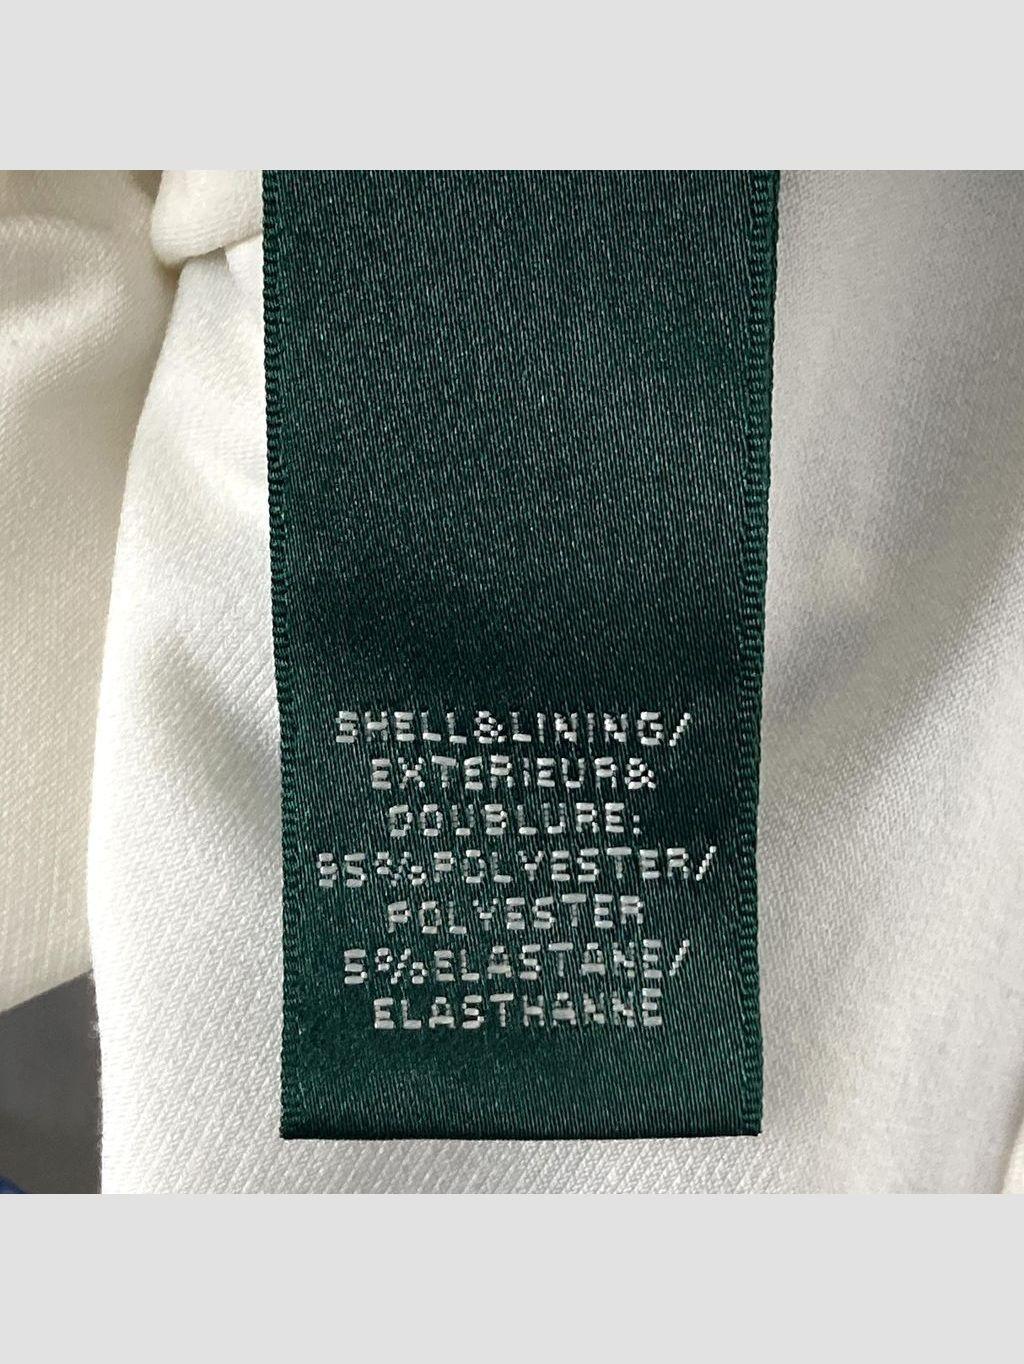 SHELL&LINING/
EXTERIEUR&
DOUBLURE:
95%POLYESTER/
POLYESTER
5%ELASTANE/
ELASTHANNE